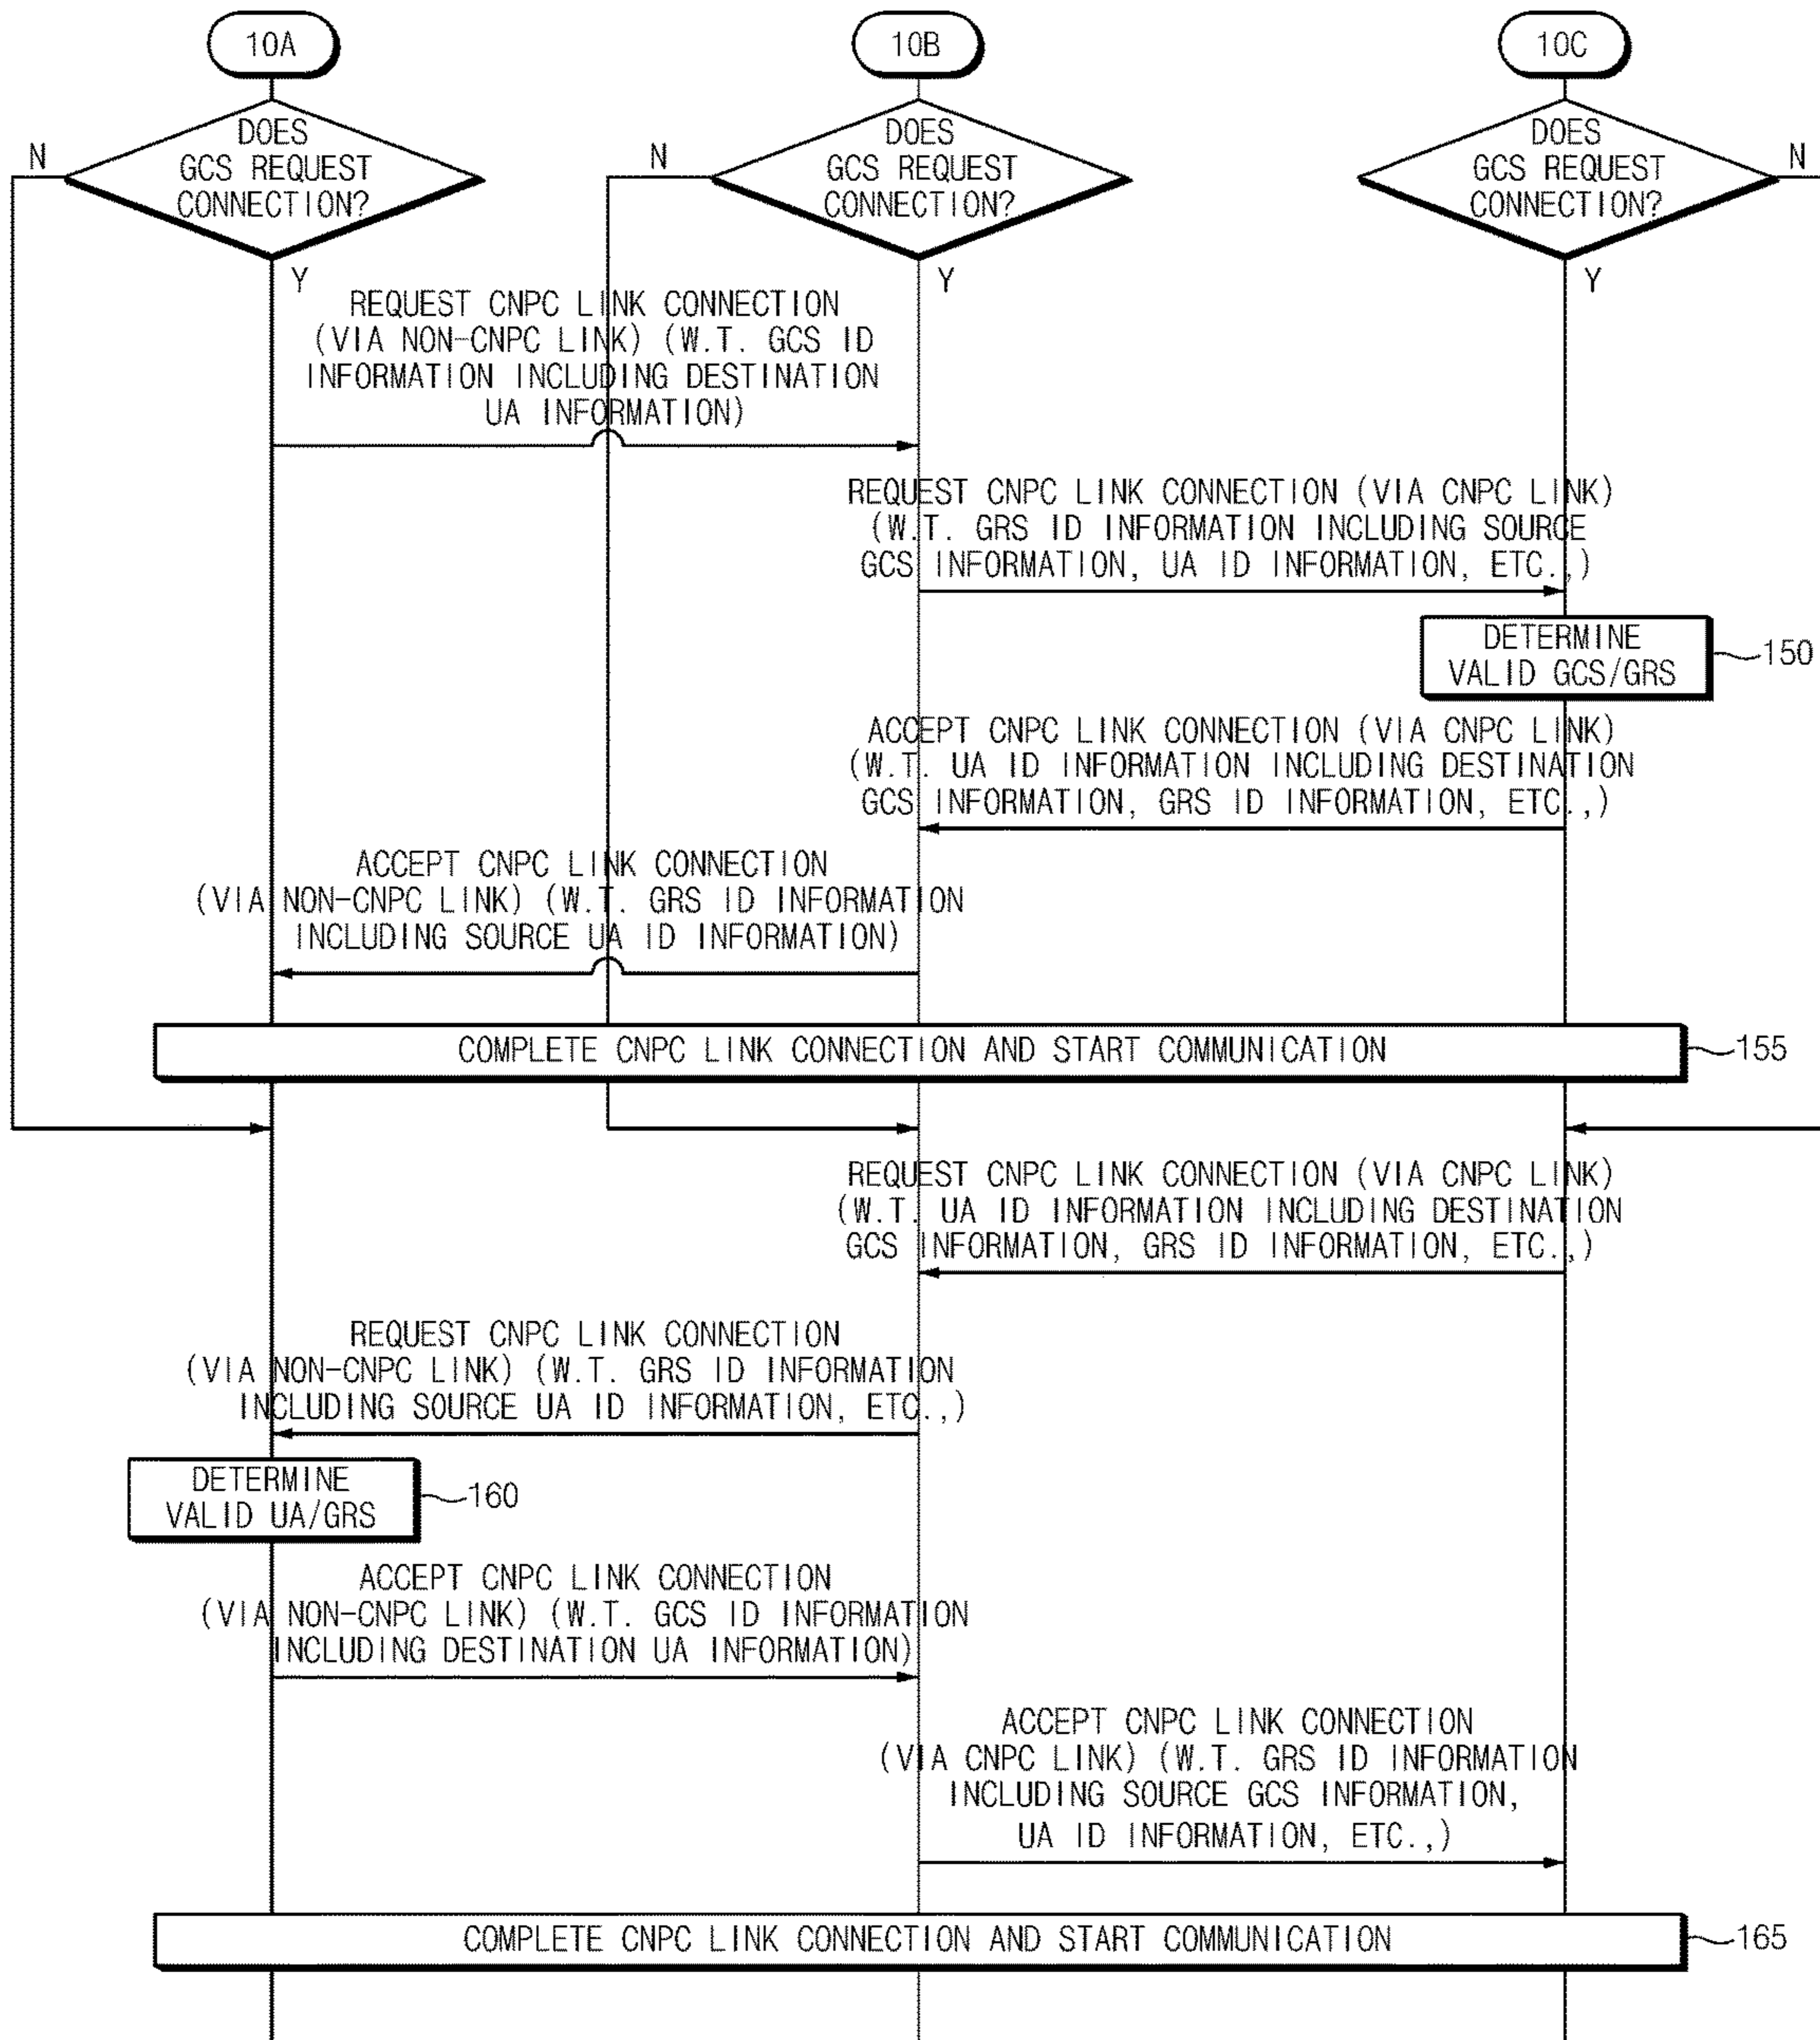 10A
10B
10C
DOES
GCS REQUEST
CONNECTION?
N
Y
DOES
GCS REQUEST
CONNECTION?
N
Y
DOES
GCS REQUEST
CONNECTION?
N
Y
REQUEST CNPC LINK CONNECTION
(VIA NON-CNPC LINK) (W.T. GCS ID
INFORMATION INCLUDING DESTINATION
UA INFORMATION)
REQUEST CNPC LINK CONNECTION (VIA CNPC LINK)
(W.T. GRS ID INFORMATION INCLUDING SOURCE
GCS INFORMATION, UA ID INFORMATION, ETC.,)
DETERMINE
VALID GCS/GRS
150
ACCEPT CNPC LINK CONNECTION (VIA CNPC LINK)
(W.T. UA ID INFORMATION INCLUDING DESTINATION
GCS INFORMATION, GRS ID INFORMATION, ETC.,)
ACCEPT CNPC LINK CONNECTION
(VIA NON-CNPC LINK) (W.T. GRS ID INFORMATION
INCLUDING SOURCE UA ID INFORMATION)
COMPLETE CNPC LINK CONNECTION AND START COMMUNICATION
155
REQUEST CNPC LINK CONNECTION (VIA CNPC LINK)
(W.T. UA ID INFORMATION INCLUDING DESTINATION
GCS INFORMATION, GRS ID INFORMATION, ETC.,)
REQUEST CNPC LINK CONNECTION
(VIA NON-CNPC LINK) (W.T. GRS ID INFORMATION
INCLUDING SOURCE UA ID INFORMATION, ETC.,)
DETERMINE
VALID UA/GRS
160
ACCEPT CNPC LINK CONNECTION
(VIA NON-CNPC LINK) (W.T. GCS ID INFORMATION
INCLUDING DESTINATION UA INFORMATION)
ACCEPT CNPC LINK CONNECTION
(VIA CNPC LINK) (W.T. GRS ID INFORMATION
INCLUDING SOURCE GCS INFORMATION,
UA ID INFORMATION, ETC.,)
COMPLETE CNPC LINK CONNECTION AND START COMMUNICATION
165